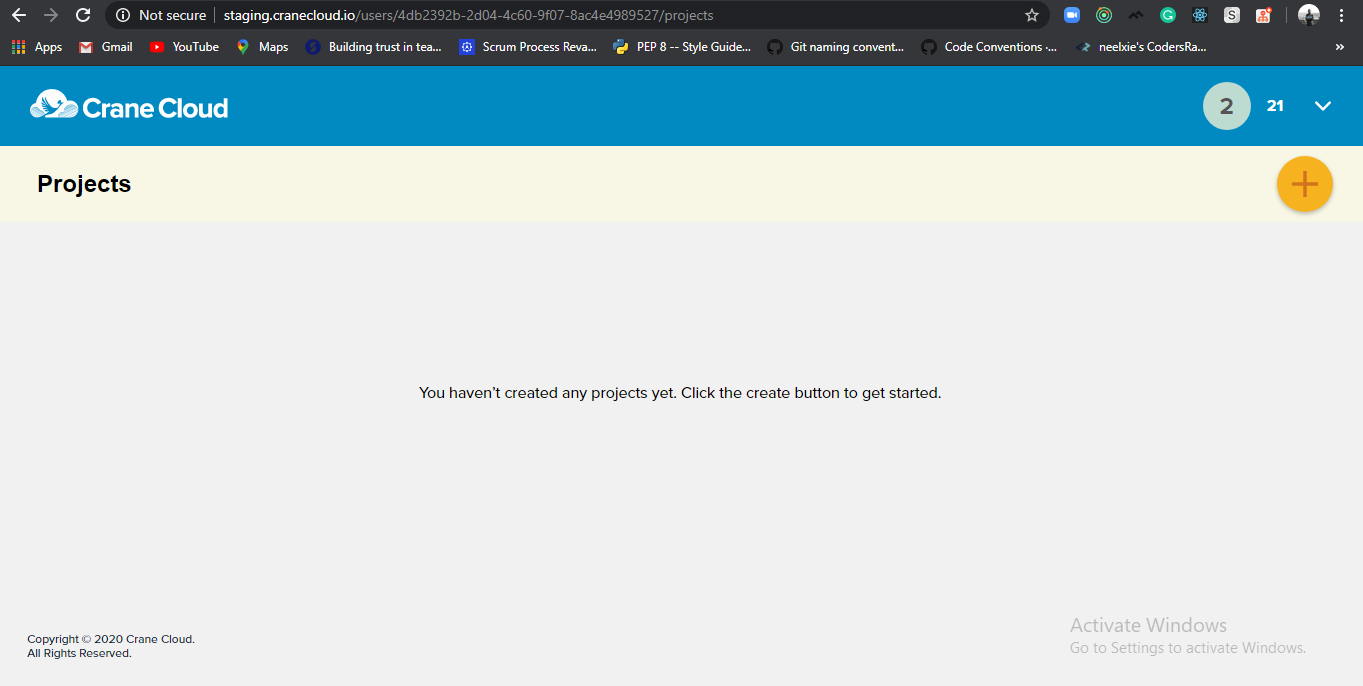 Not secure staging.cranecloud.io/users/4db2392b-2d04-4c60-9f07-8ac4e4989527/projects
Apps Gmail YouTube Maps Building trust in tea... Scrum Process Reva... PEP 8 -- Style Guide... Git naming convent... Code Conventions ·... neelxie's CodersRa... »
Crane Cloud 2 21
Projects
You haven’t created any projects yet. Click the create button to get started.
Activate Windows
Go to Settings to activate Windows.
Copyright © 2020 Crane Cloud.
All Rights Reserved.